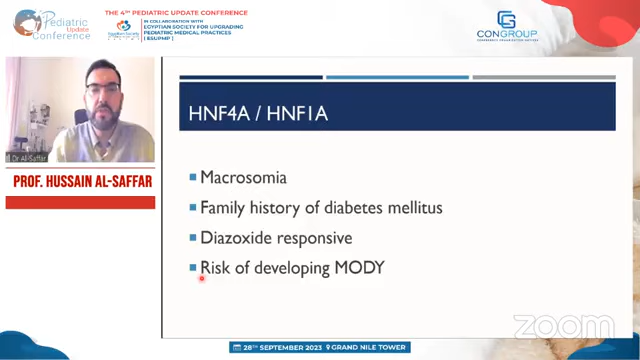 Pediatric
Update
Conference
THE 4TH PEDIATRIC UPDATE CONFERENCE
IN COLLABORATION WITH
EGYPTIAN SOCIETY FOR UPGRADING
PEDIATRIC MEDICAL PRACTICES
( ESUPMP )
Egyptian Society
CONGROUP
HNF4A / HNF1A
Dr Al-Saffar
PROF. HUSSAIN AL-SAFFAR
Macrosomia
Family history of diabetes mellitus
Diazoxide responsive
Risk of developing MODY
zoom
28TH SEPTEMBER 2023 GRAND NILE TOWER